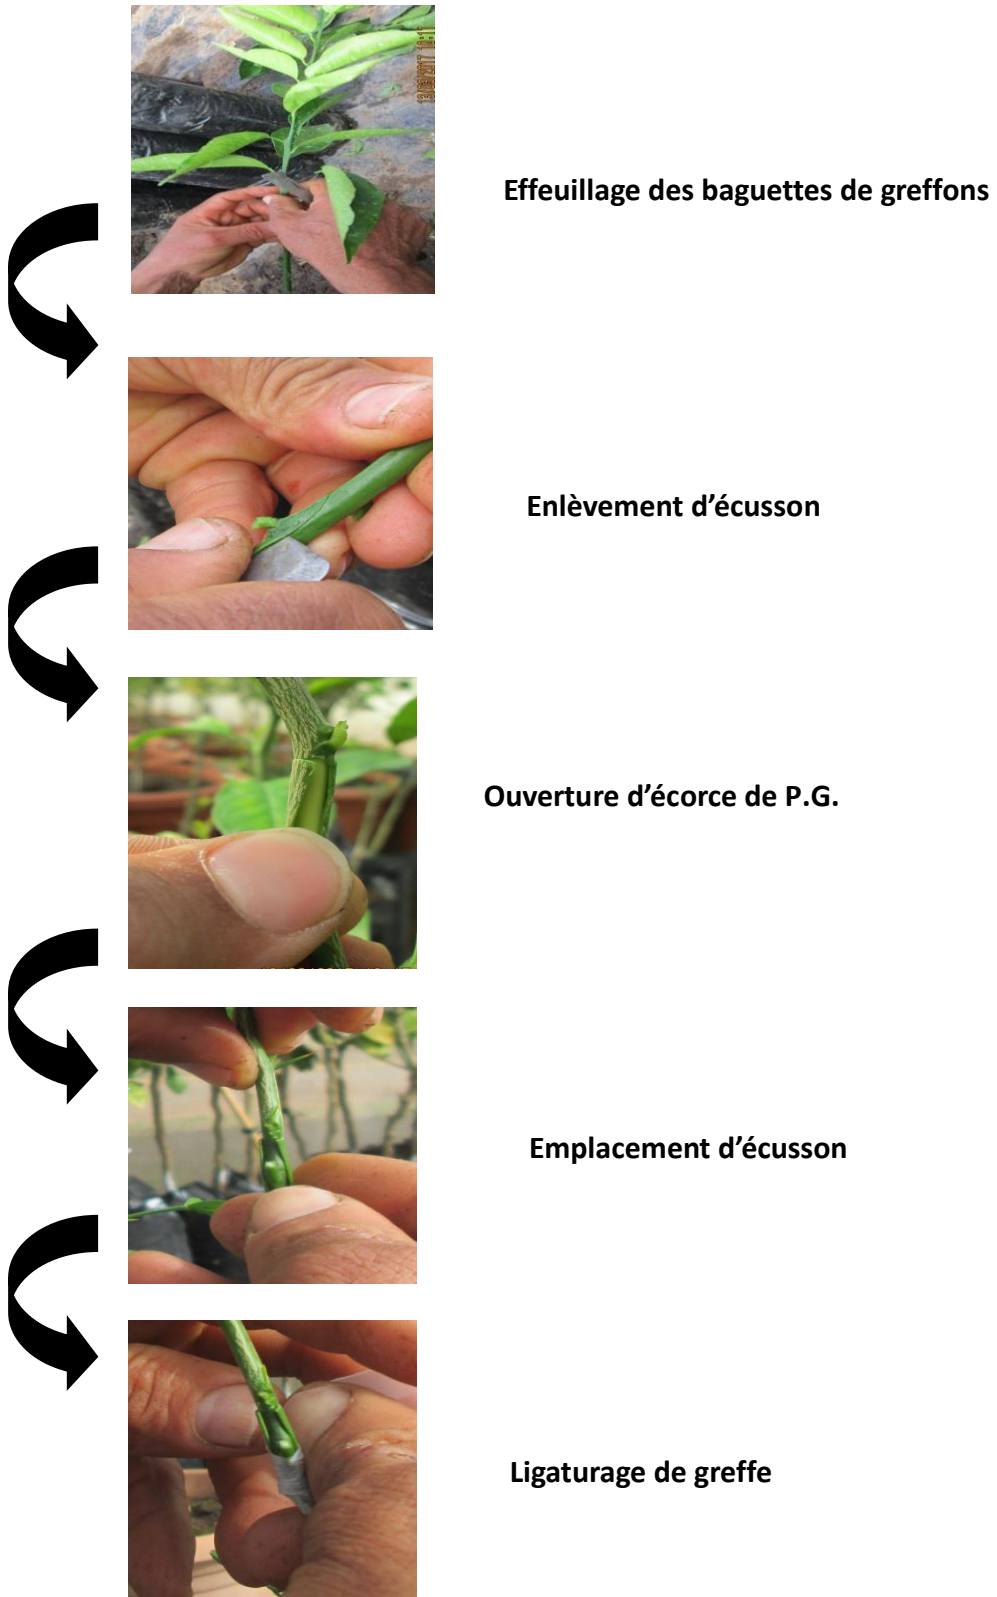 Effeuillage des baguettes de greffons
Enlèvement d'écusson
Ouverture d'écorce de P.G.
Emplacement d'écusson
Ligaturage de greffe